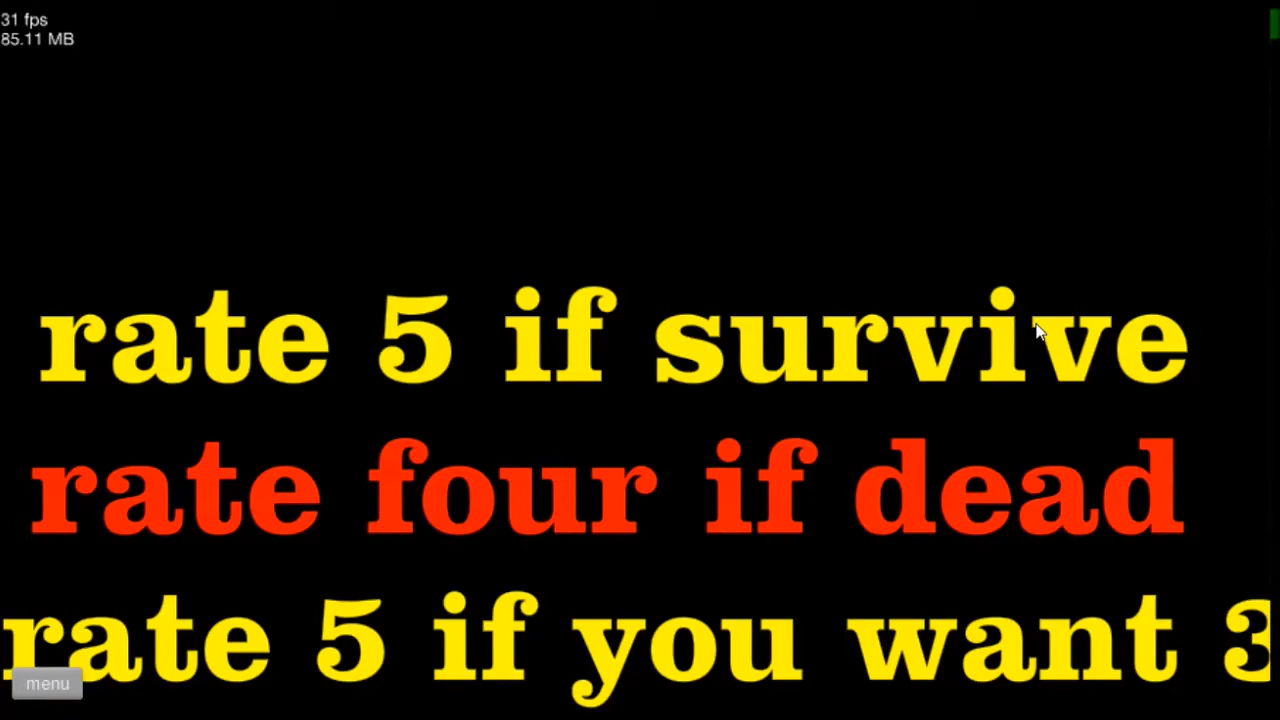 31 fps
85.11 MB
rate 5 if survive
rate four if dead
rate 5 if you want 3
menu